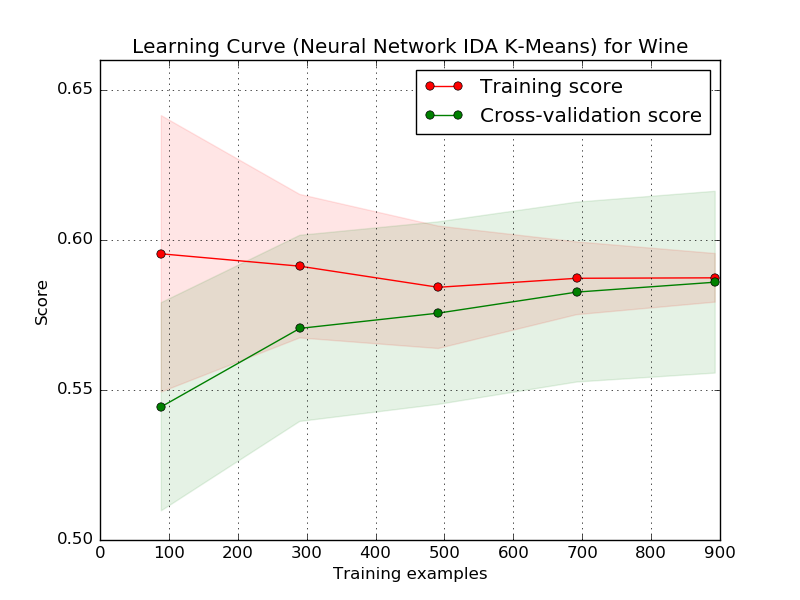 Learning Curve (Neural Network IDA K-Means) for Wine
Training score
Cross-validation score
0.65
0.60
0.55
0.50
Score
0 100 200 300 400 500 600 700 800 900
Training examples